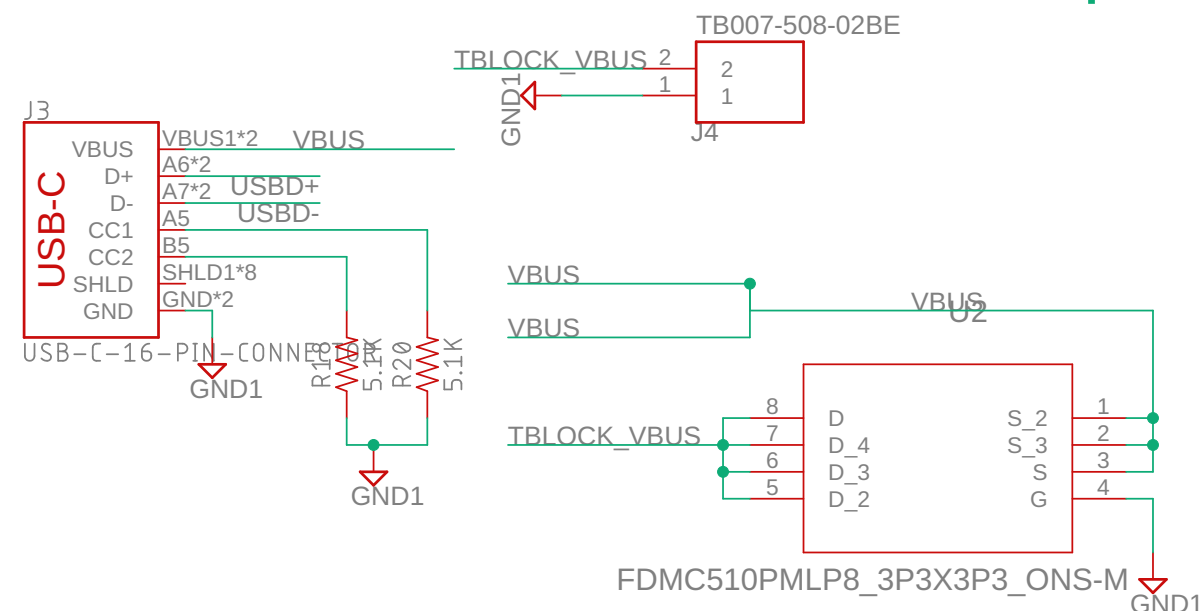 TB007-508-02BE
TBLOCK_VBUS 2
2
1
1
GND1
J4
J3
USB-C
VBUS VBUS1*2 VBUS
D+ A6*2 USBD+
D- A7*2 USBD-
CC1 A5
CC2 B5
SHLD SHLD1*8
GND GND*2
USB-C-16-PIN-CONNECTOR
GND1
R18
5.1K
R20
5.1K
GND1
VBUS
VBUS
VBUS
U2
TBLOCK_VBUS
8 D S_2 1
7 D_4 S_3 2
6 D_3 S 3
5 D_2 G 4
FDMC510PMLP8_3P3X3P3_ONS-M
GND1